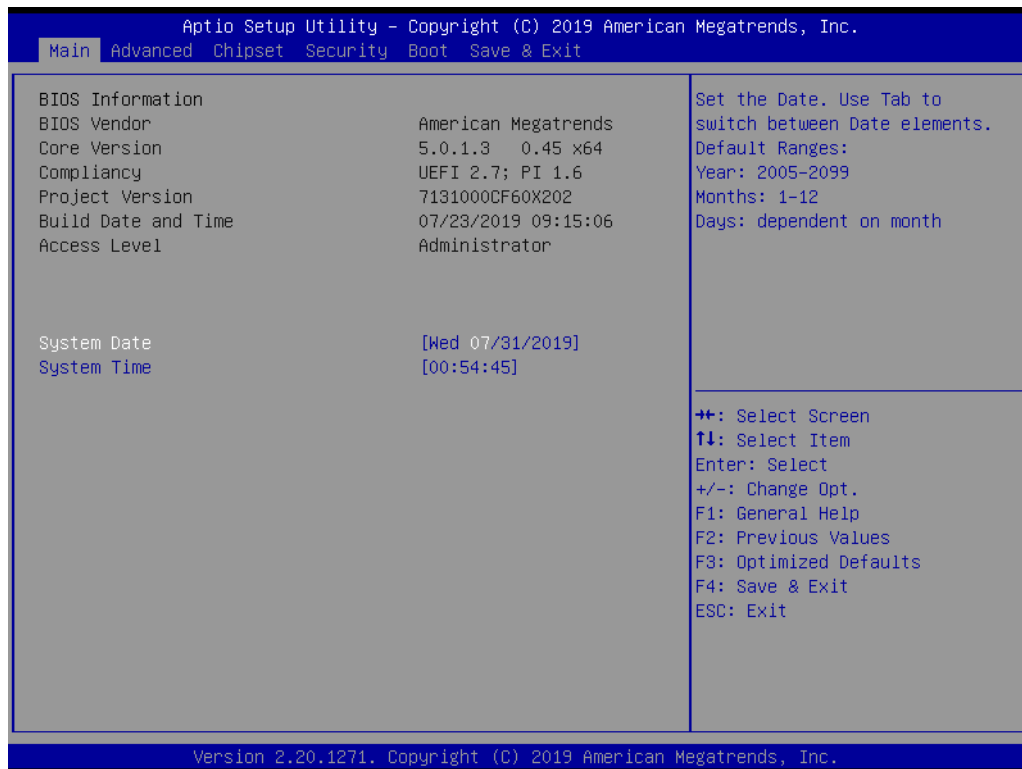 Aptio Setup Utility – Copyright (C) 2019 American Megatrends, Inc.
Main Advanced Chipset Security Boot Save & Exit
BIOS Information
BIOS Vendor American Megatrends
Core Version 5.0.1.3 0.45 x64
Compliancy UEFI 2.7; PI 1.6
Project Version 7131000CF60X202
Build Date and Time 07/23/2019 09:15:06
Access Level Administrator
System Date [Wed 07/31/2019]
System Time [00:54:45]
Set the Date. Use Tab to
switch between Date elements.
Default Ranges:
Year: 2005–2099
Months: 1–12
Days: dependent on month
→←: Select Screen
↑↓: Select Item
Enter: Select
+/–: Change Opt.
F1: General Help
F2: Previous Values
F3: Optimized Defaults
F4: Save & Exit
ESC: Exit
Version 2.20.1271. Copyright (C) 2019 American Megatrends, Inc.